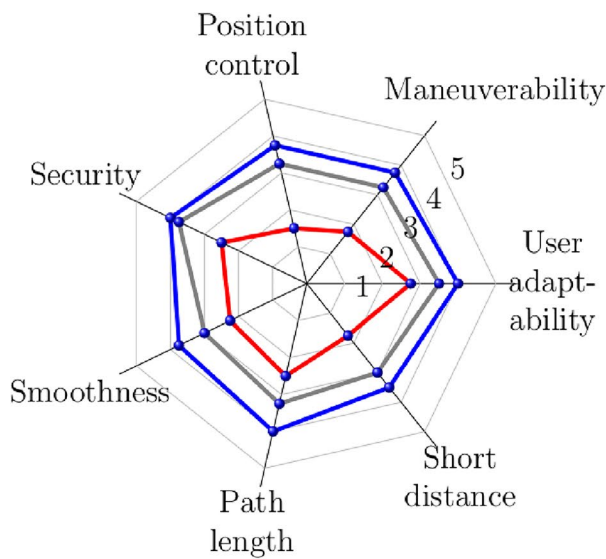 Position
control
Maneuverability
Security
5
4
3
2
1
User
adapt-
ability
Smoothness
Short
distance
Path
length